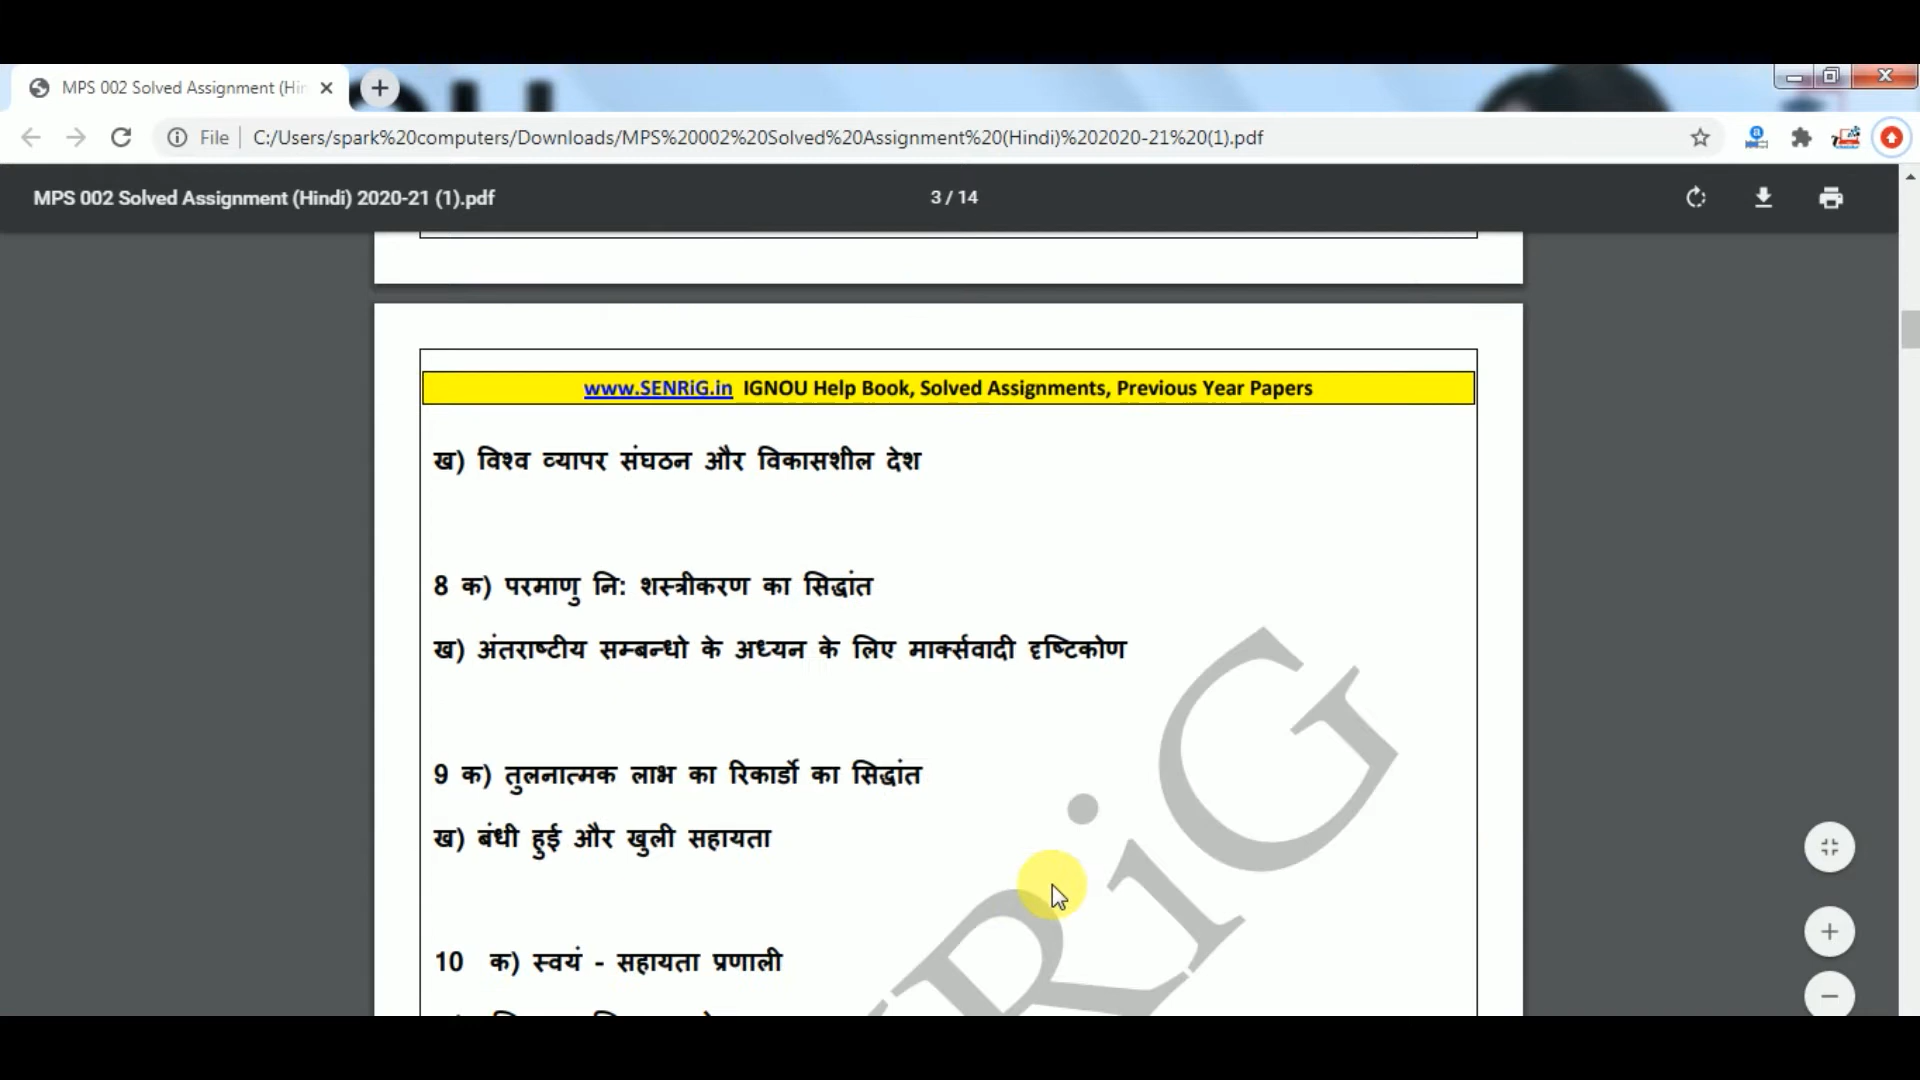 MPS 002 Solved Assignment (Hin
File
C:/Users/spark%20computers/Downloads/MPS%20002%20Solved%20Assignment%20(Hindi)%202020-21%20(1).pdf
MPS 002 Solved Assignment (Hindi) 2020-21 (1).pdf
3 / 14
www.SENRiG.in IGNOU Help Book, Solved Assignments, Previous Year Papers
ख) विश्व व्यापर संघठन और विकासशील देश
8 क) परमाणु नि: शस्त्रीकरण का सिद्धांत
ख) अंतराष्टीय सम्बन्धो के अध्यन के लिए मार्क्सवादी दृष्टिकोण
9 क) तुलनात्मक लाभ का रिकार्डो का सिद्धांत
ख) बंधी हुई और खुली सहायता
10 क) स्वयं - सहायता प्रणाली
RiG